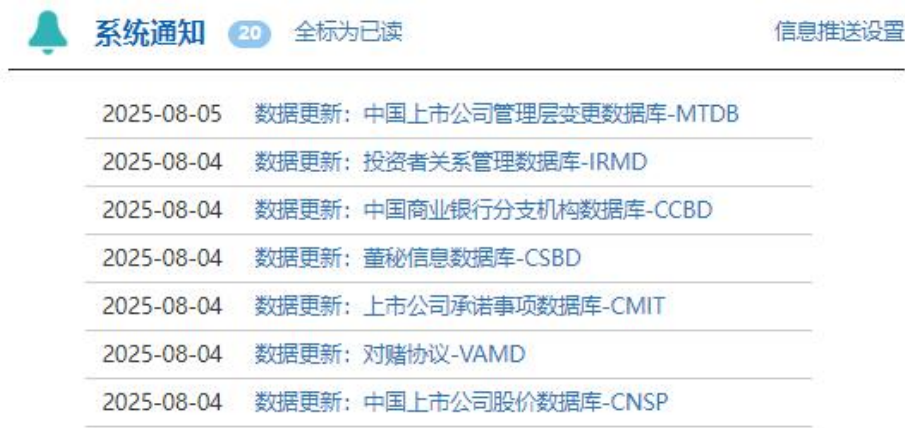 系统通知 20 全标为已读 信息推送设置
2025-08-05 数据更新：中国上市公司管理层变更数据库-MTDB
2025-08-04 数据更新：投资者关系管理数据库-IRMD
2025-08-04 数据更新：中国商业银行分支机构数据库-CCBD
2025-08-04 数据更新：董秘信息数据库-CSBD
2025-08-04 数据更新：上市公司承诺事项数据库-CMIT
2025-08-04 数据更新：对赌协议-VAMD
2025-08-04 数据更新：中国上市公司股价数据库-CNSP